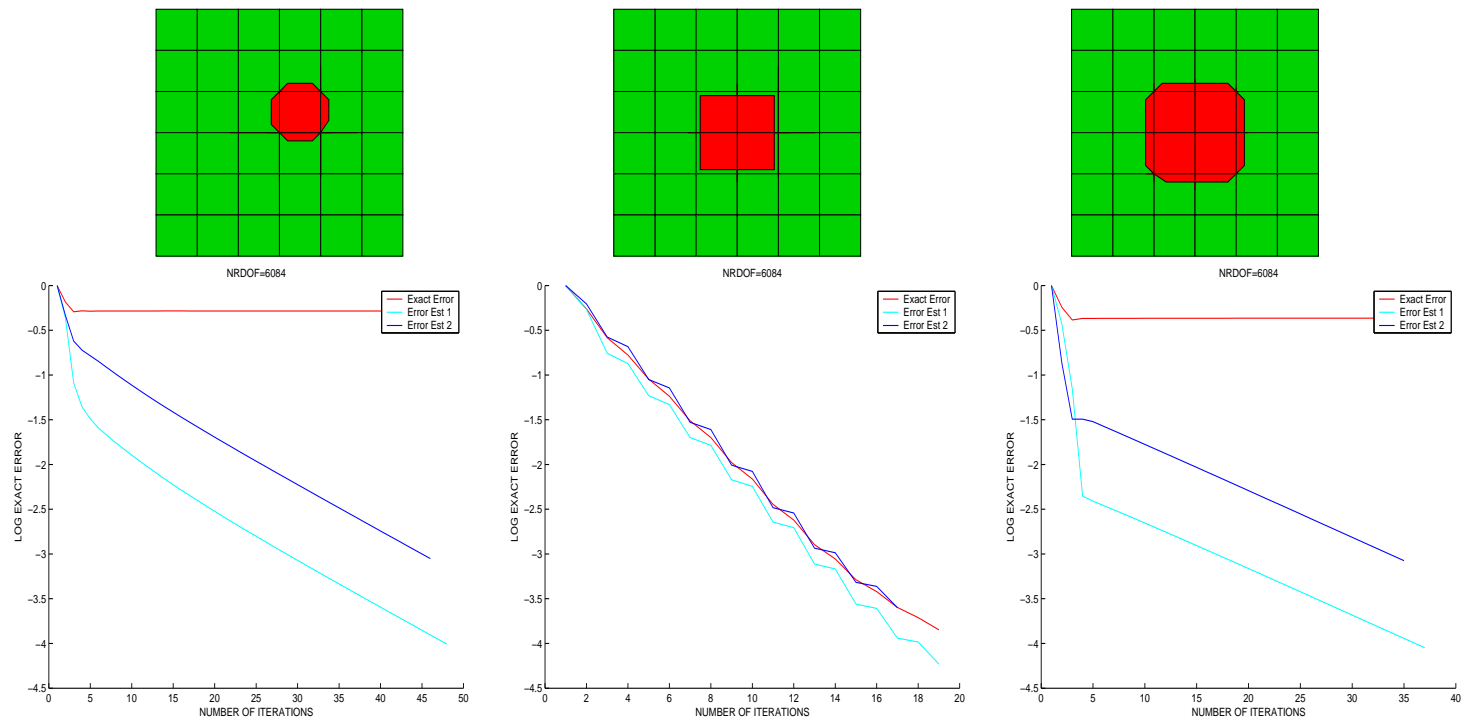 NRDOF=6084
NRDOF=6084
NRDOF=6084
0
−0.5
−1
−1.5
−2
−2.5
−3
−3.5
−4
−4.5
LOG EXACT ERROR
Exact Error
Error Est 1
Error Est 2
0 5 10 15 20 25 30 35 40 45 50
NUMBER OF ITERATIONS
0
−0.5
−1
−1.5
−2
−2.5
−3
−3.5
−4
−4.5
LOG EXACT ERROR
Exact Error
Error Est 1
Error Est 2
0 2 4 6 8 10 12 14 16 18 20
NUMBER OF ITERATIONS
0
−0.5
−1
−1.5
−2
−2.5
−3
−3.5
−4
−4.5
LOG EXACT ERROR
Exact Error
Error Est 1
Error Est 2
0 5 10 15 20 25 30 35 40
NUMBER OF ITERATIONS